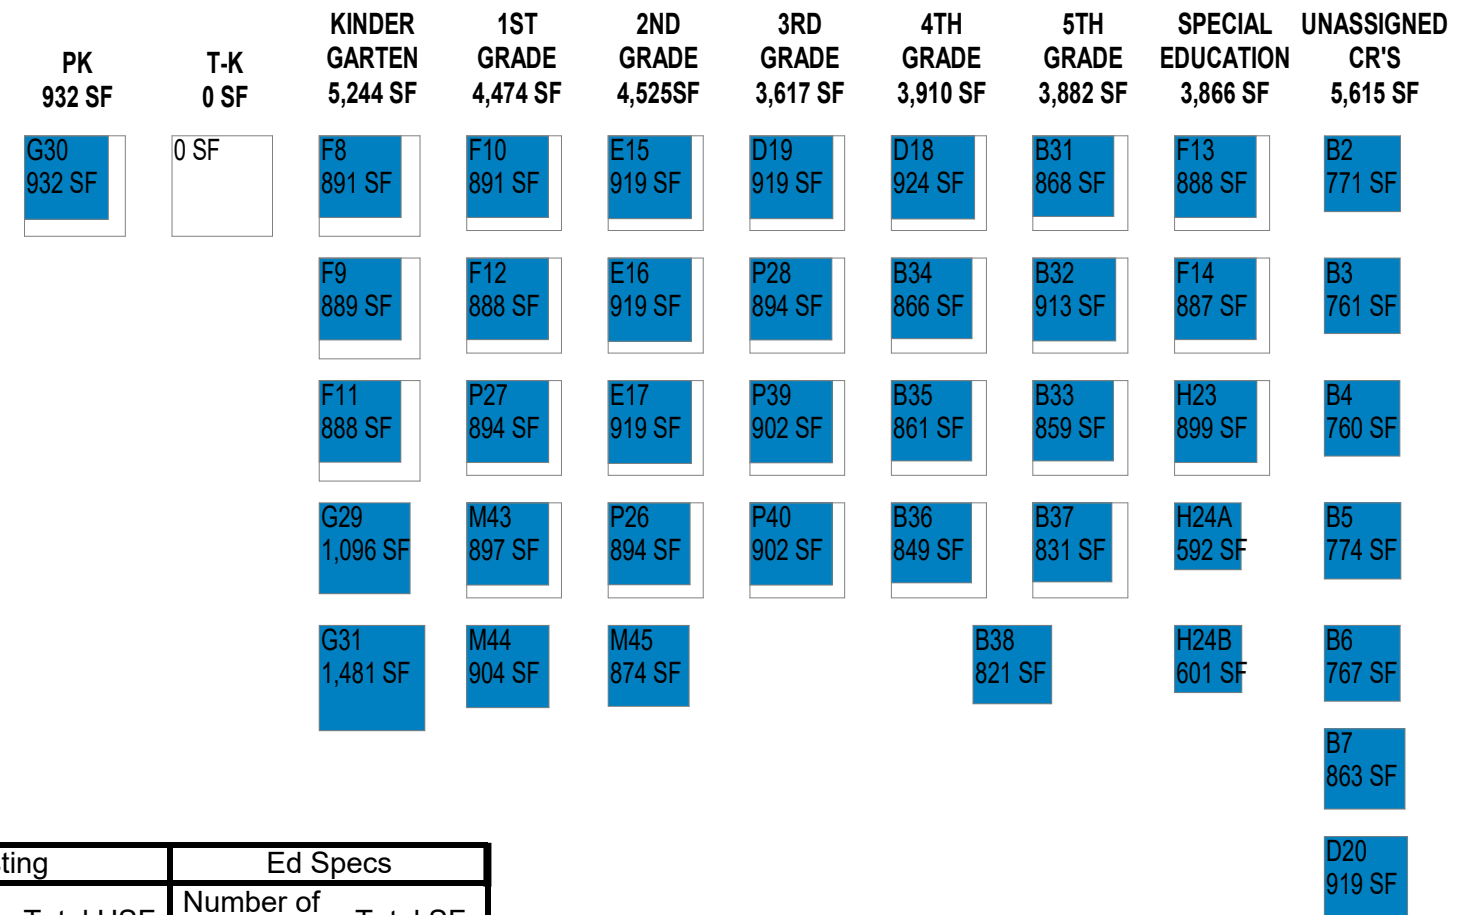 PK
932 SF
T-K
0 SF
KINDER
GARTEN
5,244 SF
1ST
GRADE
4,474 SF
2ND
GRADE
4,525SF
3RD
GRADE
3,617 SF
4TH
GRADE
3,910 SF
5TH
GRADE
3,882 SF
SPECIAL
EDUCATION
3,866 SF
UNASSIGNED
CR'S
5,615 SF
G30
932 SF
0 SF
F8
891 SF
F10
891 SF
E15
919 SF
D19
919 SF
D18
924 SF
B31
868 SF
F13
888 SF
B2
771 SF
F9
889 SF
F12
888 SF
E16
919 SF
P28
894 SF
B34
866 SF
B32
913 SF
F14
887 SF
B3
761 SF
F11
888 SF
P27
894 SF
E17
919 SF
P39
902 SF
B35
861 SF
B33
859 SF
H23
899 SF
B4
760 SF
G29
1,096 SF
M43
897 SF
P26
894 SF
P40
902 SF
B36
849 SF
B37
831 SF
H24A
592 SF
B5
774 SF
G31
1,481 SF
M44
904 SF
M45
874 SF
B38
821 SF
H24B
601 SF
B6
767 SF
B7
863 SF
D20
919 SF
ting
Ed Specs
Total USF
Number of
Total SF